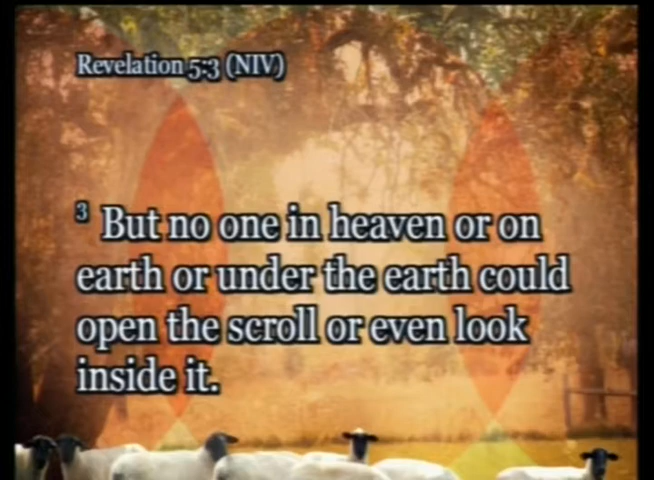 Revelation 5:3 (NIV)
3 But no one in heaven or on
earth or under the earth could
open the scroll or even look
inside it.